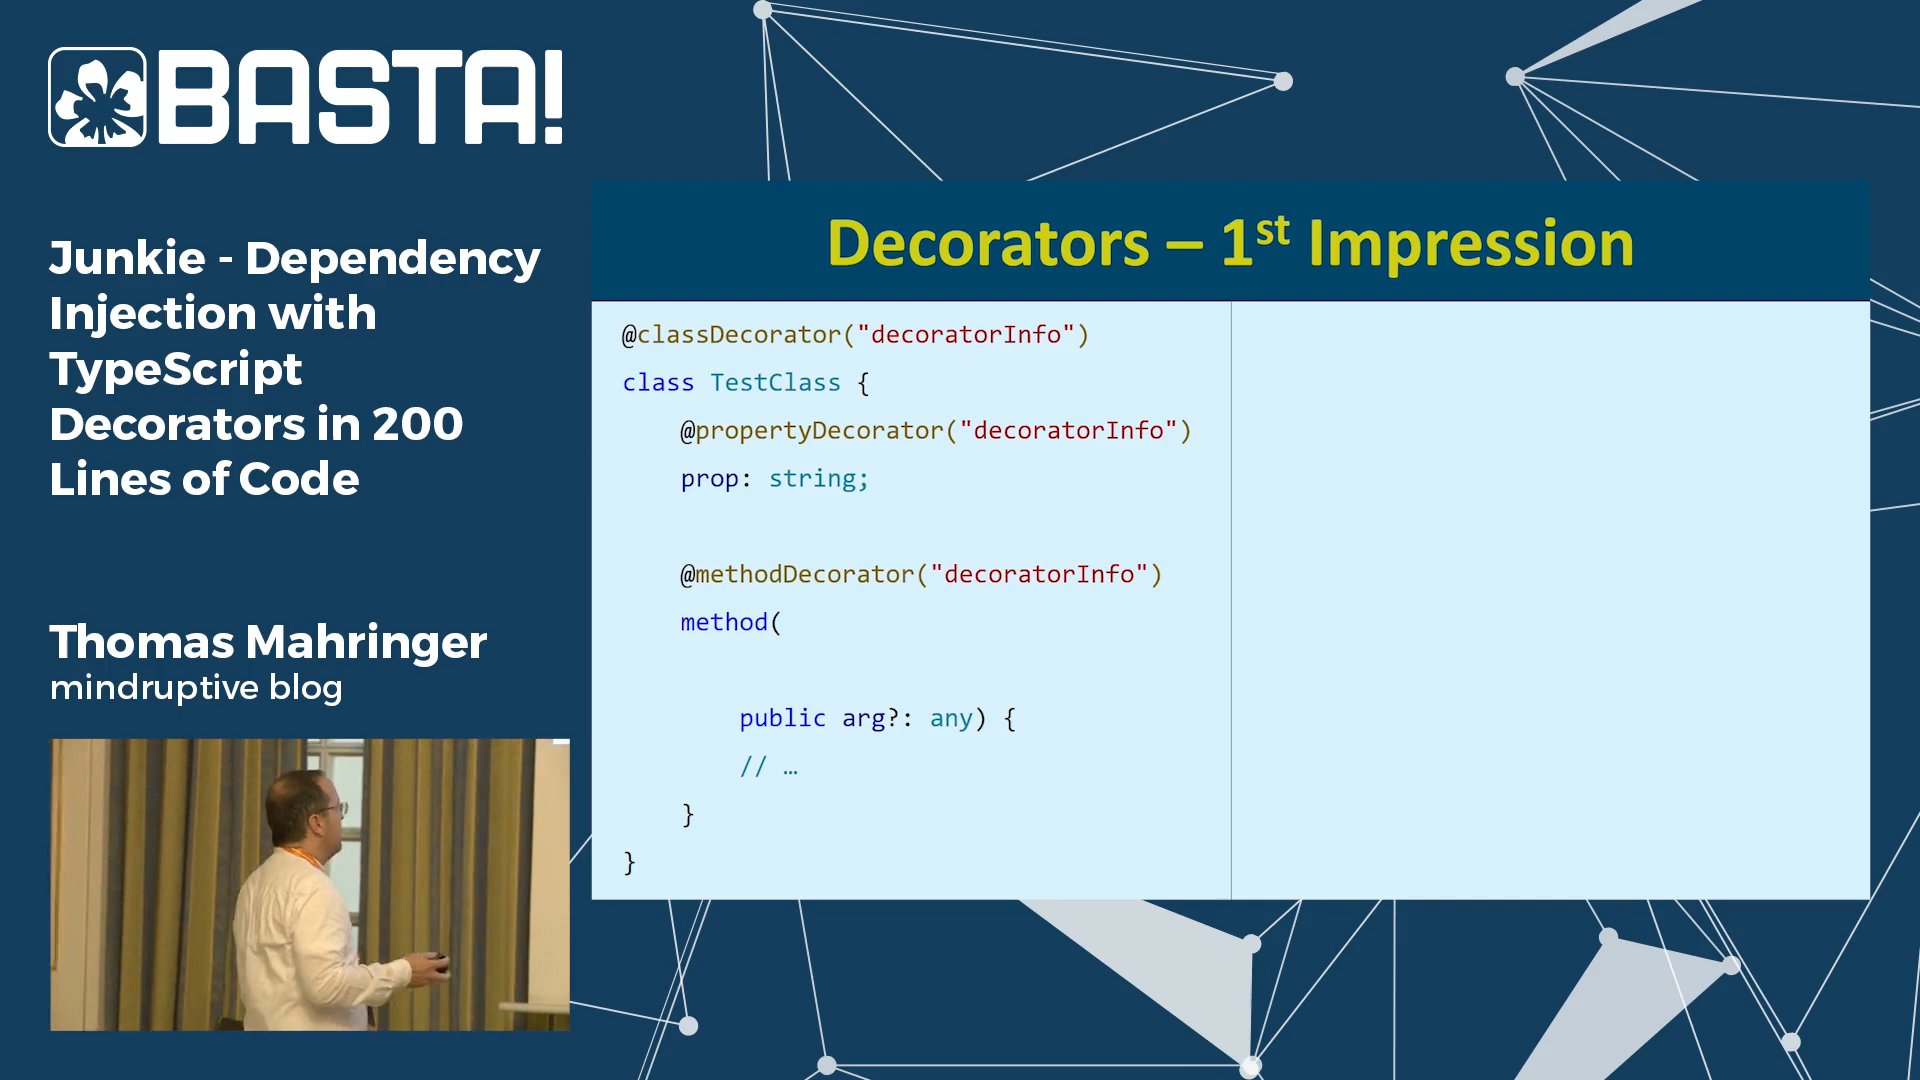 BASTA!
Junkie - Dependency
Injection with
TypeScript
Decorators in 200
Lines of Code
Thomas Mahringer
mindruptive blog
Decorators – 1st Impression
@classDecorator("decoratorInfo")
class TestClass {
@propertyDecorator("decoratorInfo")
prop: string;
@methodDecorator("decoratorInfo")
method(
public arg?: any) {
// …
}
}